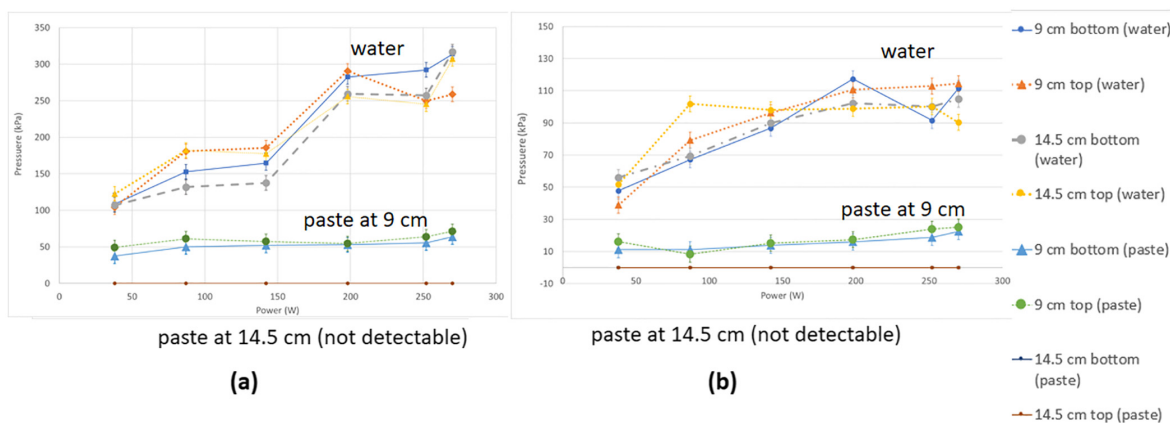 350
300
250
200
150
100
50
0
0 50 100 150 200 250 300
Pressuere (kPa)
Power (W)
water
paste at 9 cm
paste at 14.5 cm (not detectable)
(a)
150
130
110
90
70
50
30
10
-10
0 50 100 150 200 250 300
Pressuere (kPa)
Power (W)
water
paste at 9 cm
paste at 14.5 cm (not detectable)
(b)
9 cm bottom (water)
9 cm top (water)
14.5 cm bottom
(water)
14.5 cm top (water)
9 cm bottom (paste)
9 cm top (paste)
14.5 cm bottom
(paste)
14.5 cm top (paste)